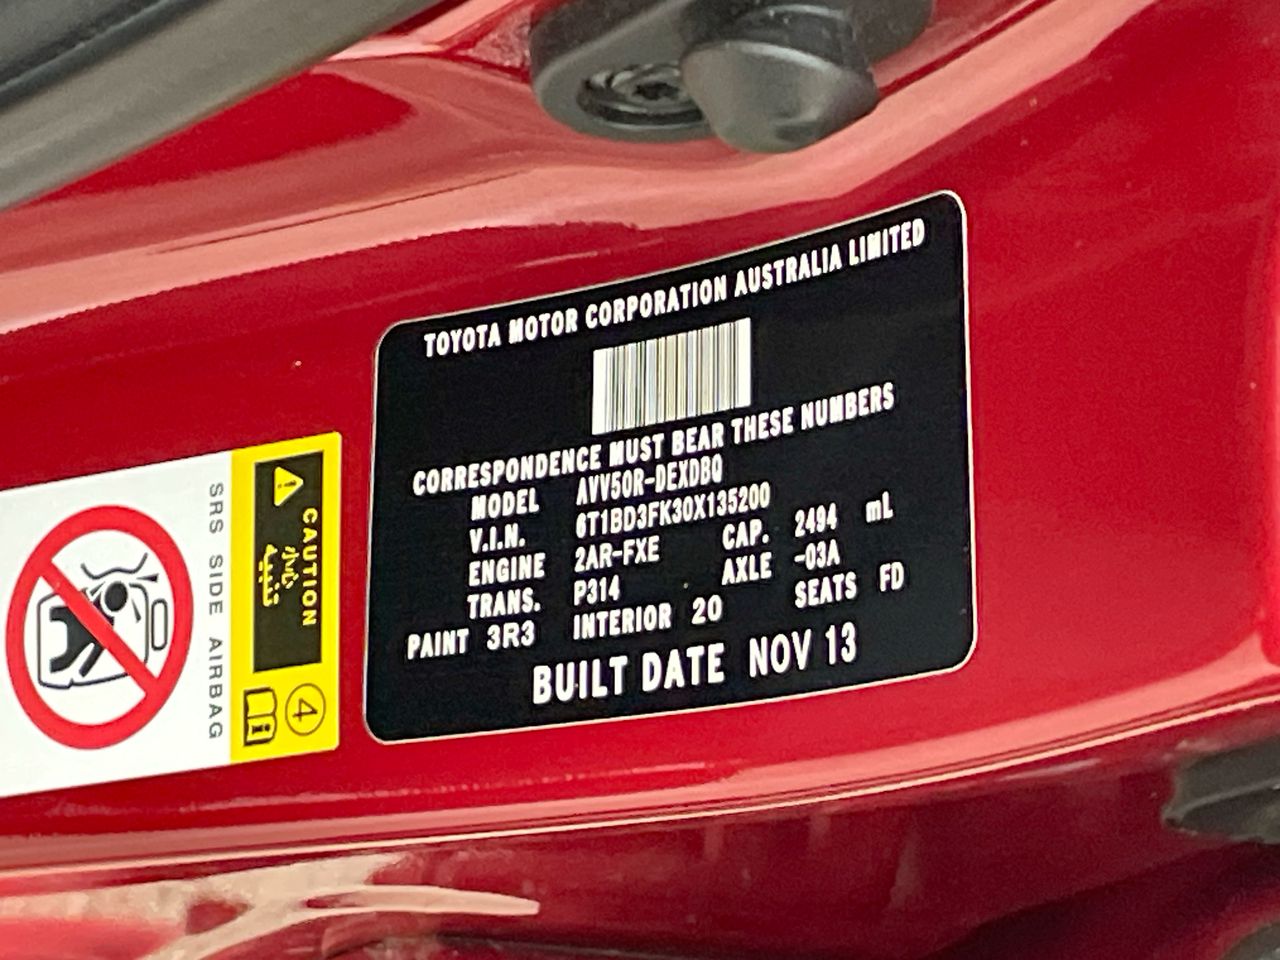 TOYOTA MOTOR CORPORATION AUSTRALIA LIMITED
CORRESPONDENCE MUST BEAR THESE NUMBERS
MODEL AVV50R-DEXDBQ
V.I.N. 6T1BD3FK30X135200
ENGINE 2AR-FXE CAP. 2494 mL
TRANS. P314 AXLE -03A
PAINT 3R3 INTERIOR 20 SEATS FD
BUILT DATE NOV 13
CAUTION
4
SRS SIDE AIRBAG